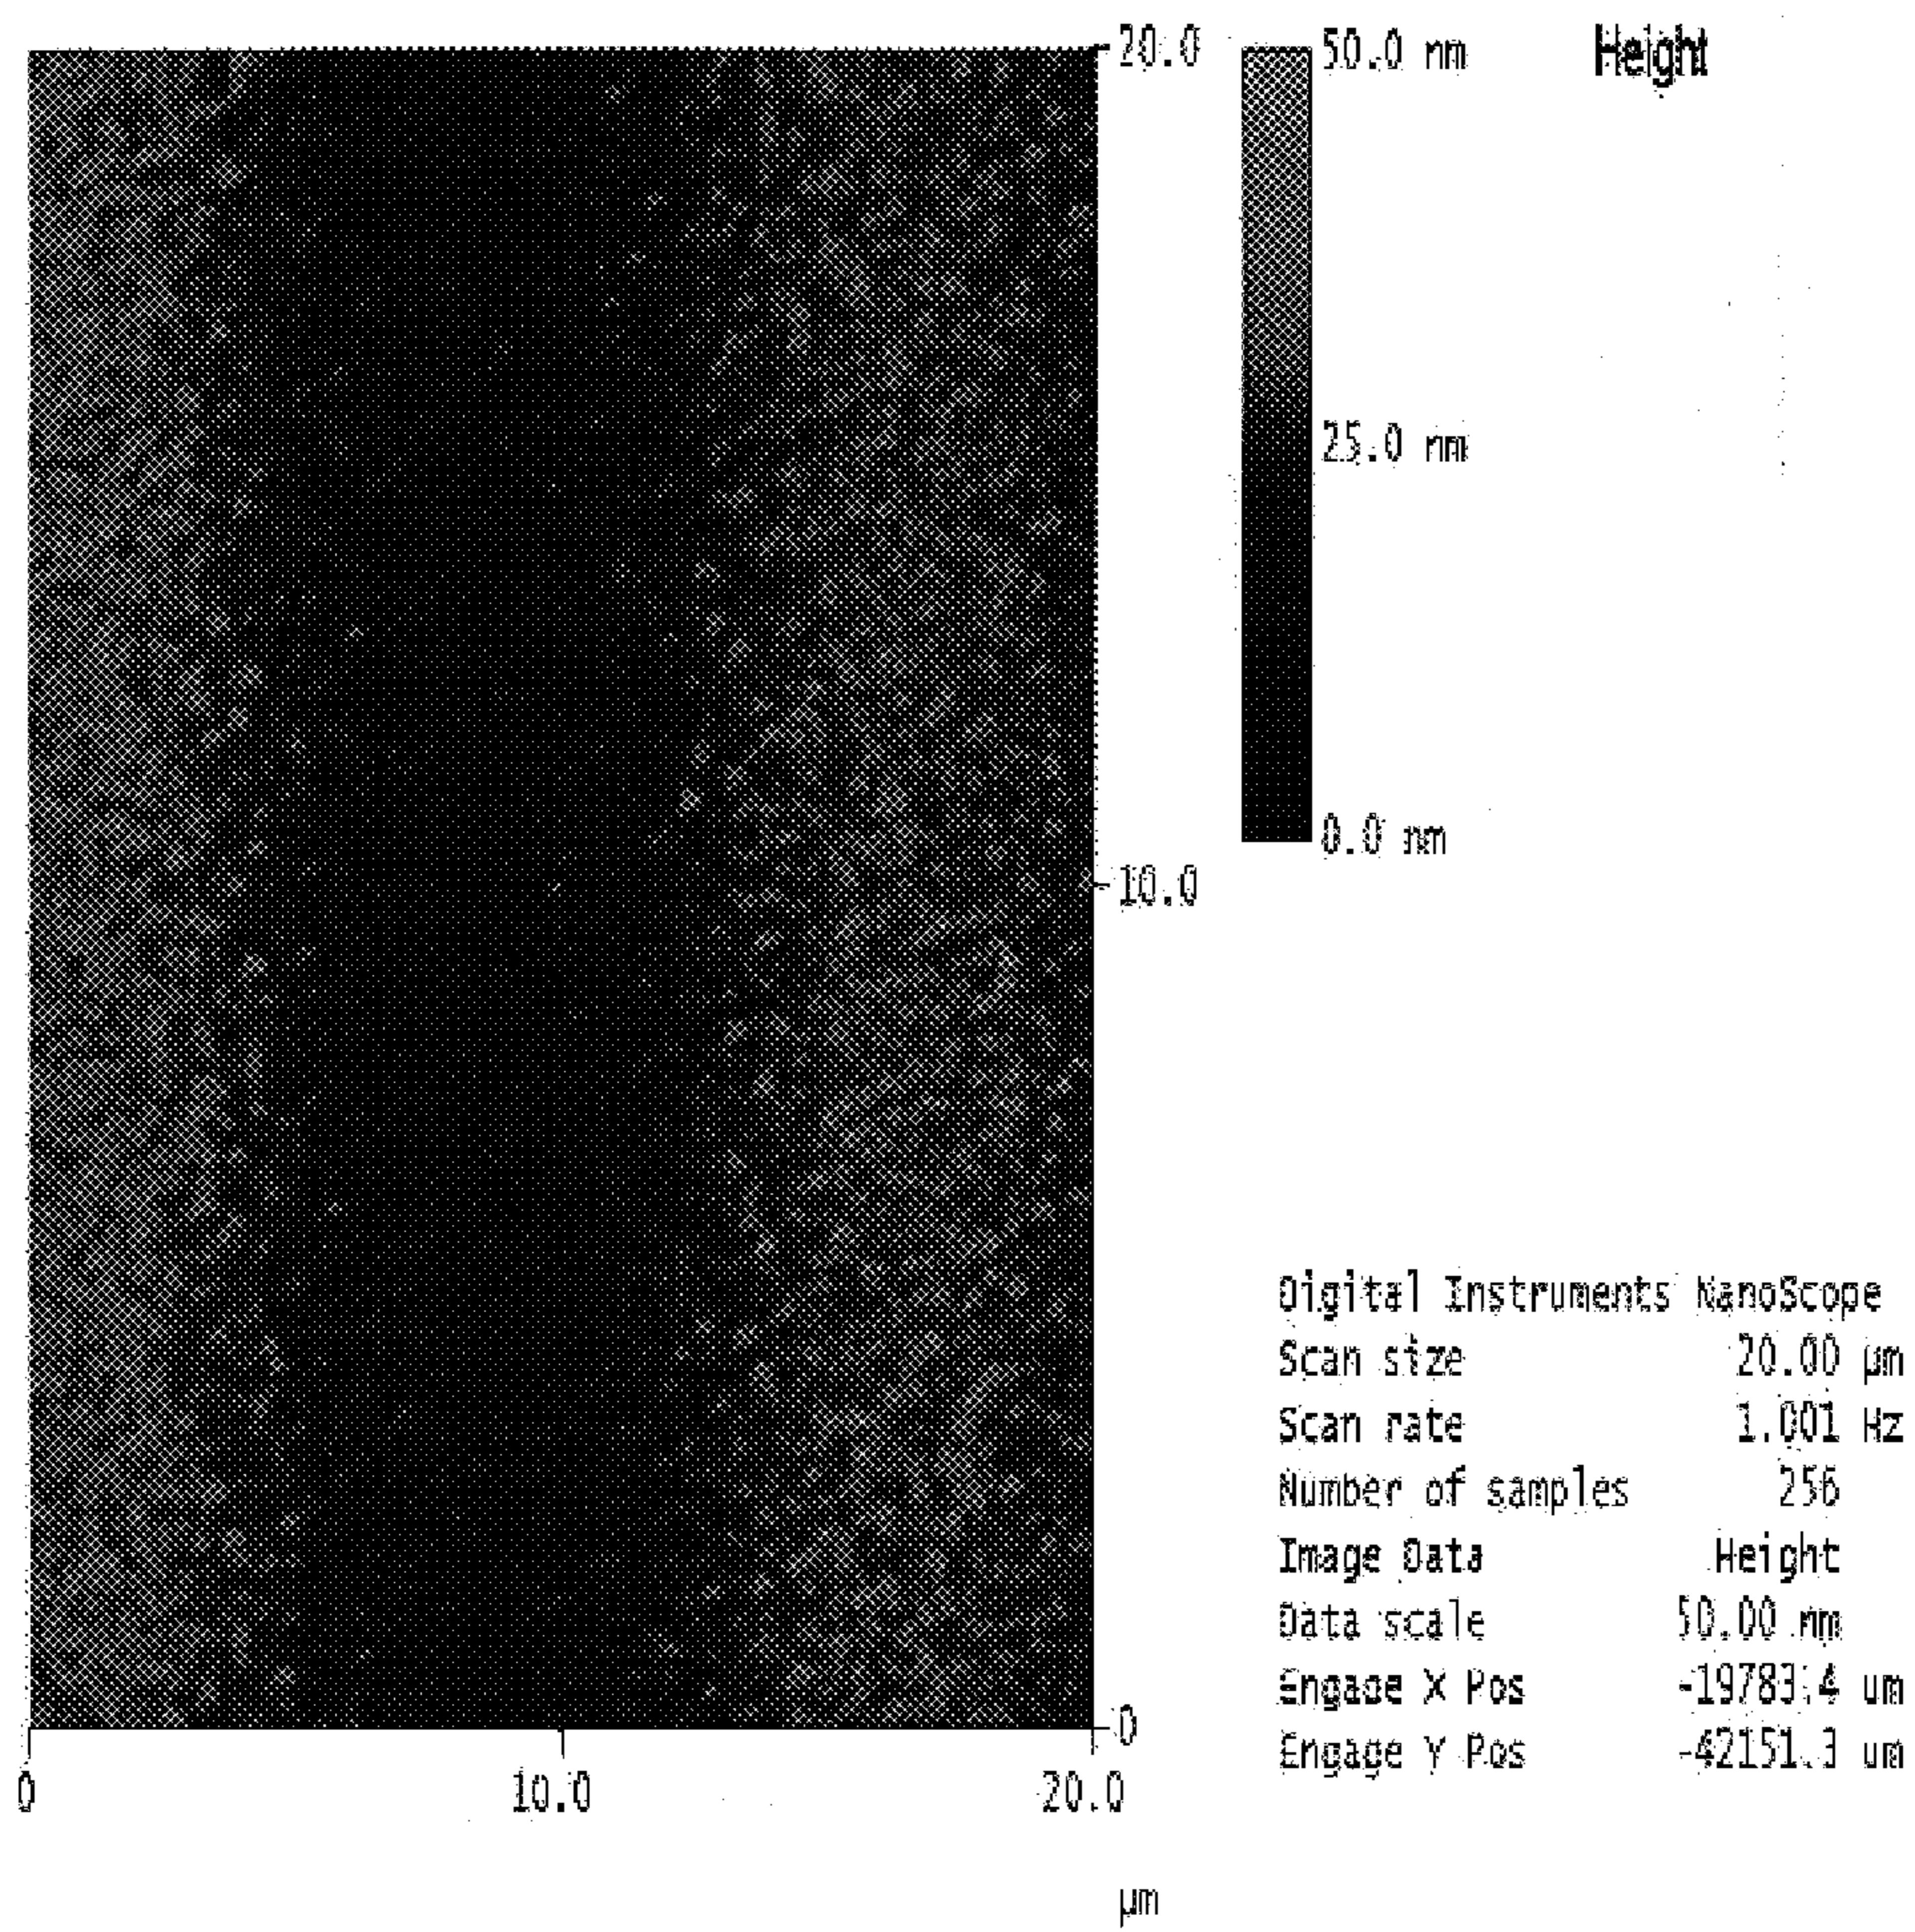 20.0
50.0 nm
Height
25.0 nm
0.0 nm
10.0
Digital Instruments NanoScope
Scan size 20.00 µm
Scan rate 1.001 Hz
Number of samples 256
Image Data Height
Data scale 50.00 nm
Engage X Pos -19783.4 um
Engage Y Pos -42151.3 um
0
0 10.0 20.0
µm